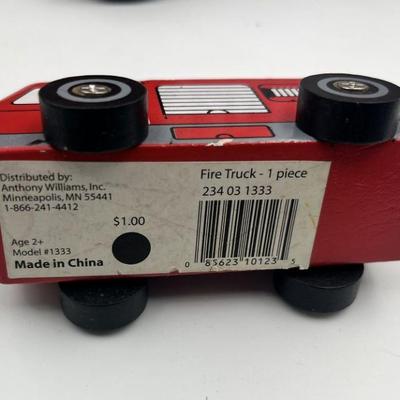 Distributed by:
Anthony Williams, Inc.
Minneapolis, MN 55441
1-866-241-4412
$1.00
Age 2+
Model #1333
Made in China
Fire Truck - 1 piece
234 03 1333
0 85623 10123 5